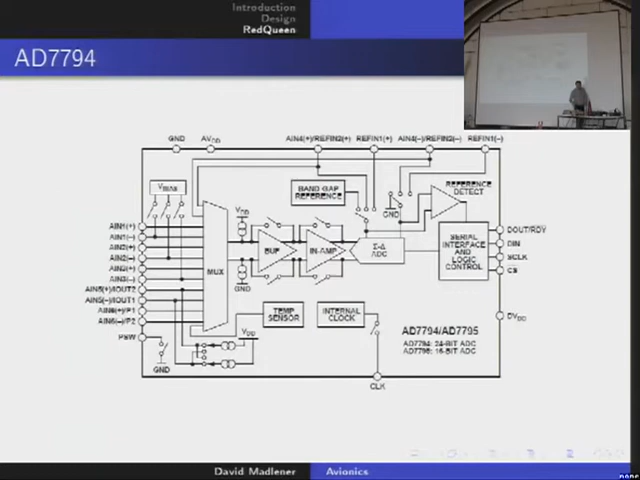 Introduction
Design
RedQueen
AD7794
GND
AVDD
AIN4(+)/REFIN2(+)
REFIN1(+)
AIN4(–)/REFIN2(–)
REFIN1(–)
VBIAS
BAND GAP
REFERENCE
REFERENCE
DETECT
GND
VDD
AIN1(+)
AIN1(–)
AIN2(+)
AIN2(–)
AIN3(+)
AIN3(–)
AIN5(+)/IOUT2
AIN5(–)/IOUT1
AIN6(+)/P1
AIN6(–)/P2
PSW
GND
MUX
BUF
IN-AMP
Σ-Δ
ADC
SERIAL
INTERFACE
AND
LOGIC
CONTROL
DOUT/RDY
DIN
SCLK
CS
GND
TEMP
SENSOR
INTERNAL
CLOCK
VDD
DVDD
AD7794/AD7795
AD7794: 24-BIT ADC
AD7795: 16-BIT ADC
CLK
David Madlener
Avionics